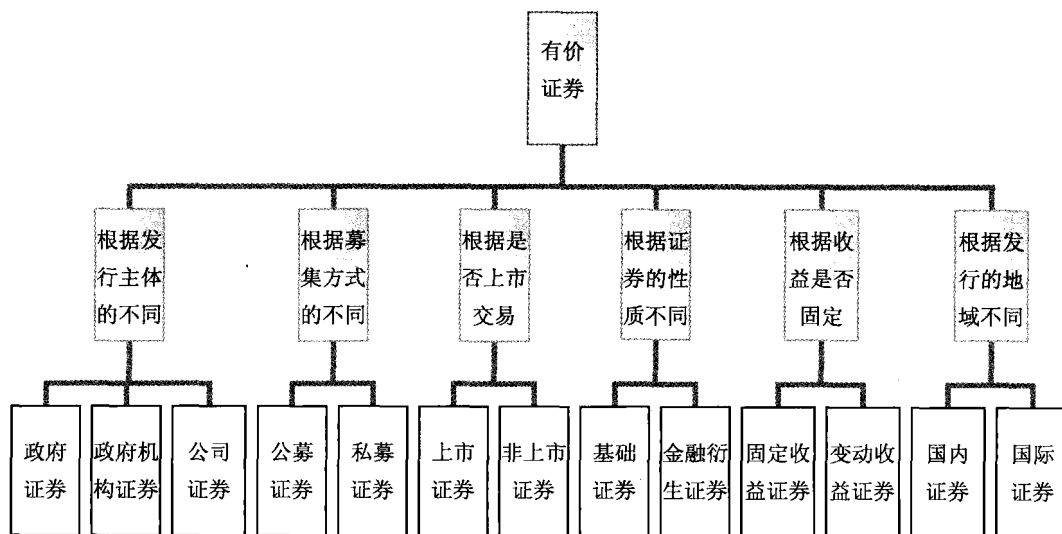 有价
证券
根据发
行主体
的不同
根据募
集方式
的不同
根据是
否上市
交易
根据证
券的性
质不同
根据收
益是否
固定
根据发
行的地
域不同
政府
证券
政府机
构证券
公司
证券
公募
证券
私募
证券
上市
证券
非上市
证券
基础
证券
金融衍
生证券
固定收
益证券
变动收
益证券
国内
证券
国际
证券